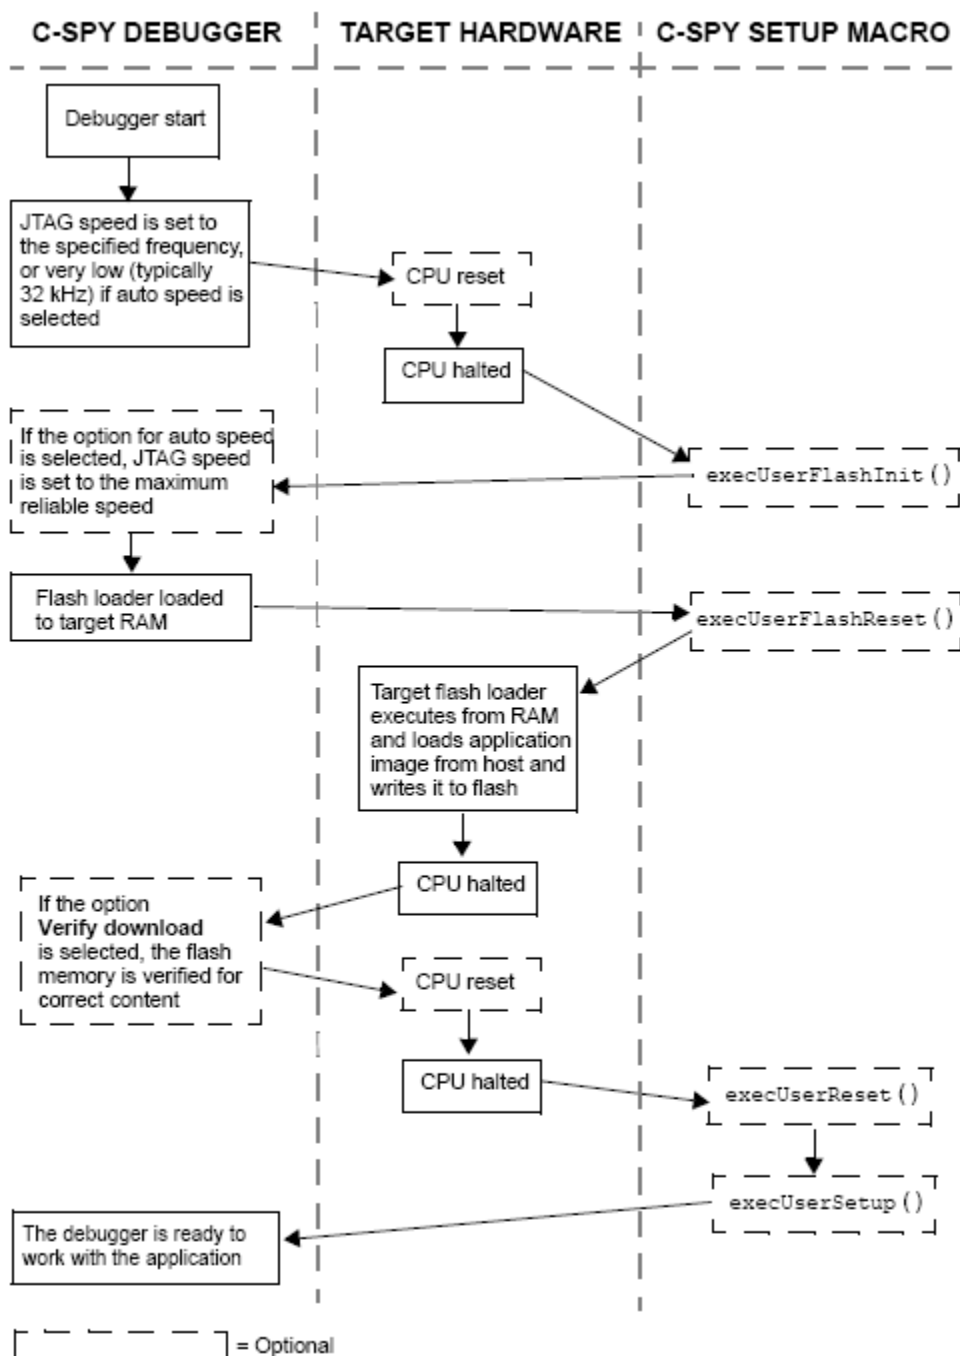 C-SPY DEBUGGER
TARGET HARDWARE
C-SPY SETUP MACRO
Debugger start
JTAG speed is set to
the specified frequency,
or very low (typically
32 kHz) if auto speed is
selected
CPU reset
CPU halted
execUserFlashInit ()
If the option for auto speed
is selected, JTAG speed
is set to the maximum
reliable speed
Flash loader loaded
to target RAM
execUserFlashReset ()
Target flash loader
executes from RAM
and loads application
image from host and
writes it to flash
CPU halted
If the option
Verify download
is selected, the flash
memory is verified for
correct content
CPU reset
CPU halted
execUserReset ()
execUserSetup ()
The debugger is ready to
work with the application
= Optional